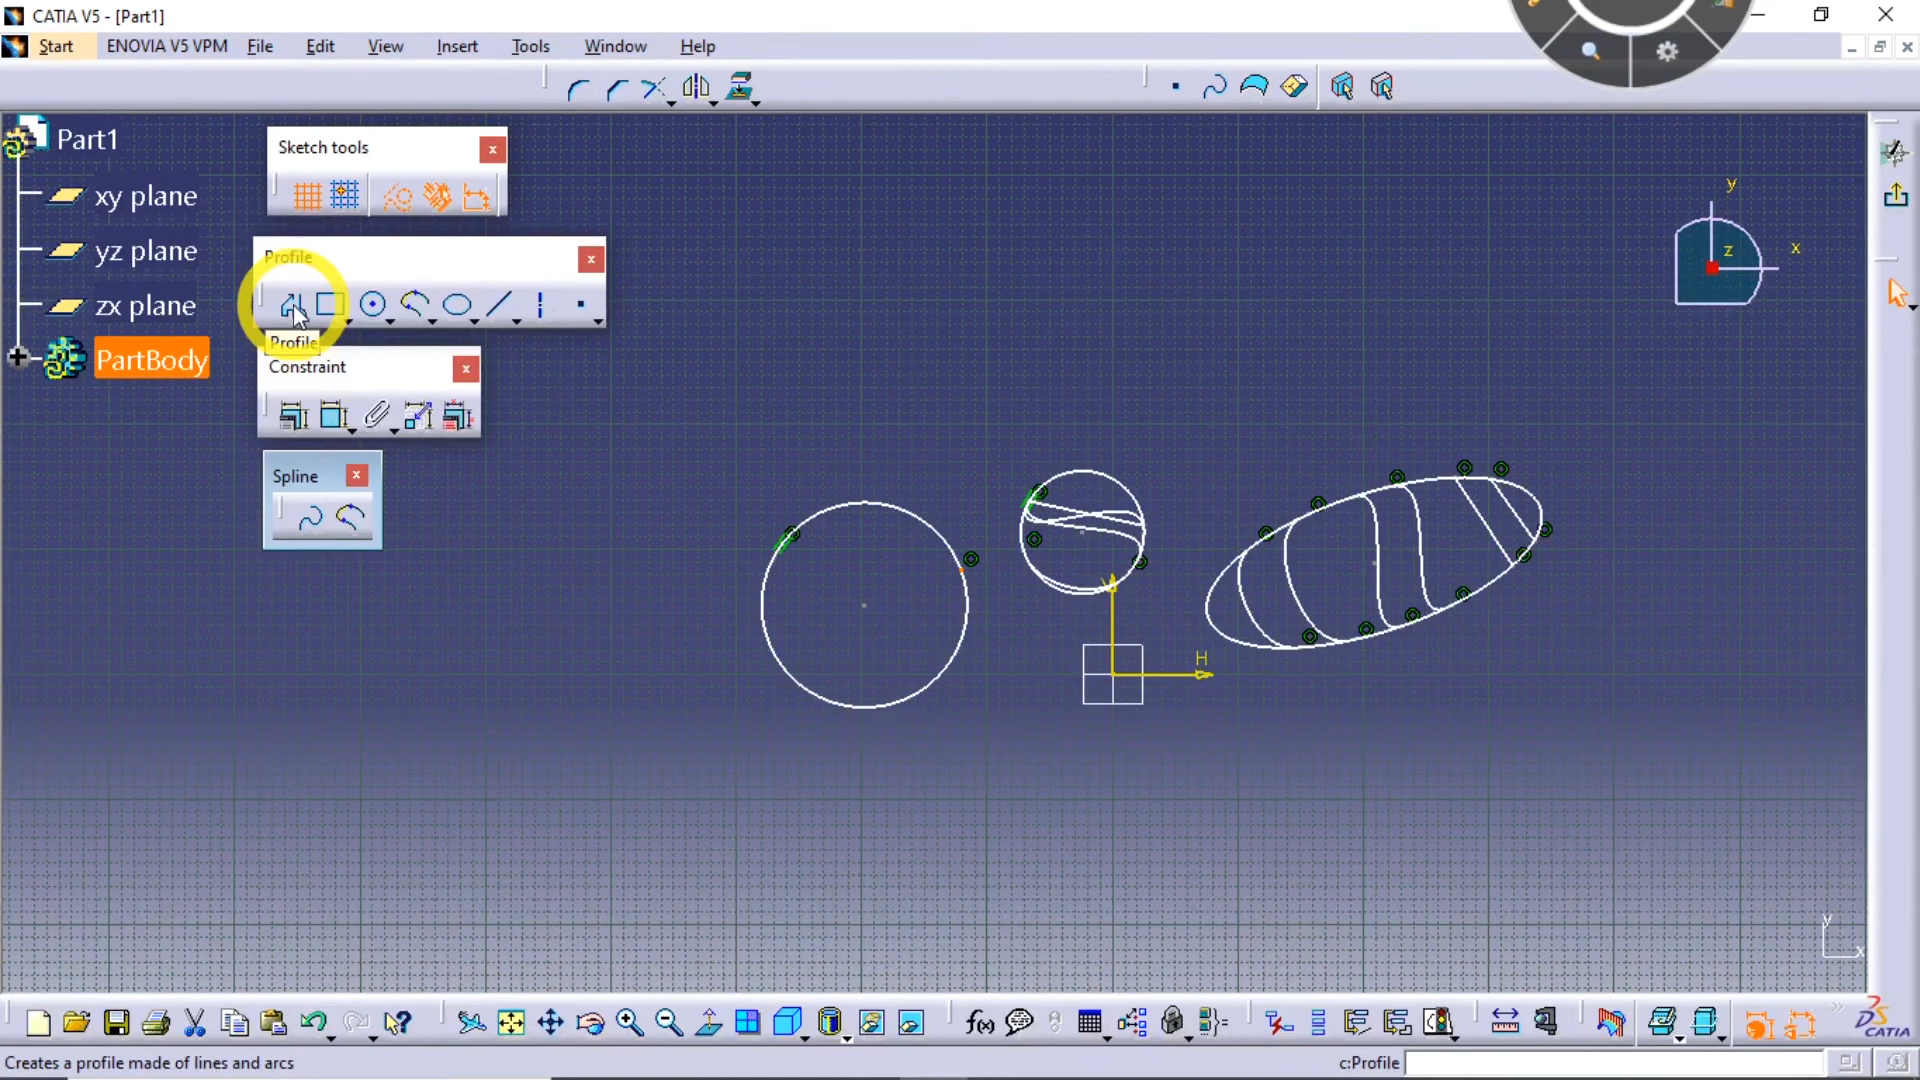 CATIA V5 - [Part1]
Start ENOVIA V5 VPM File Edit View Insert Tools Window Help
Part1
xy plane
yz plane
zx plane
PartBody
Sketch tools
Profile
Profile
Constraint
Spline
y
z
x
V
H
y
x
f(x)
CATIA
Creates a profile made of lines and arcs
c:Profile